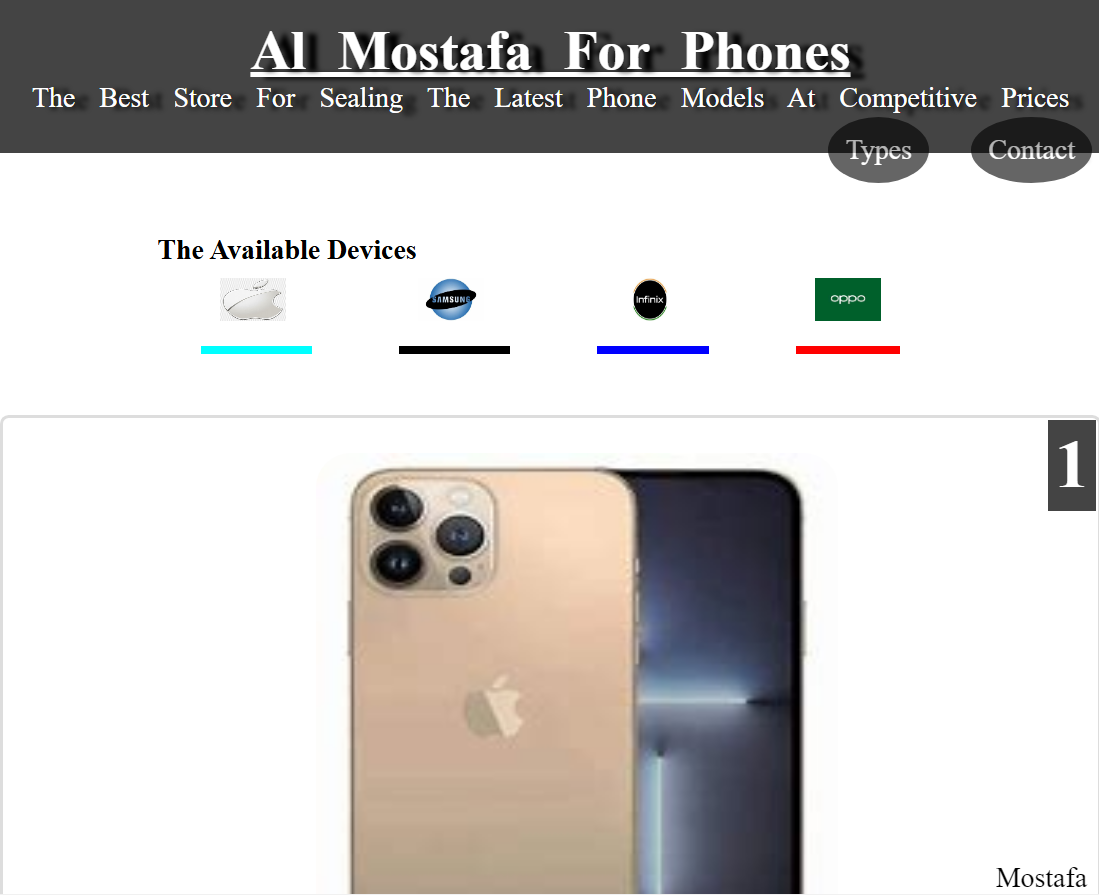 Al Mostafa For Phones
The Best Store For Sealing The Latest Phone Models At Competitive Prices
Types Contact
The Available Devices
SAMSUNG Infinix oppo
1
Mostafa